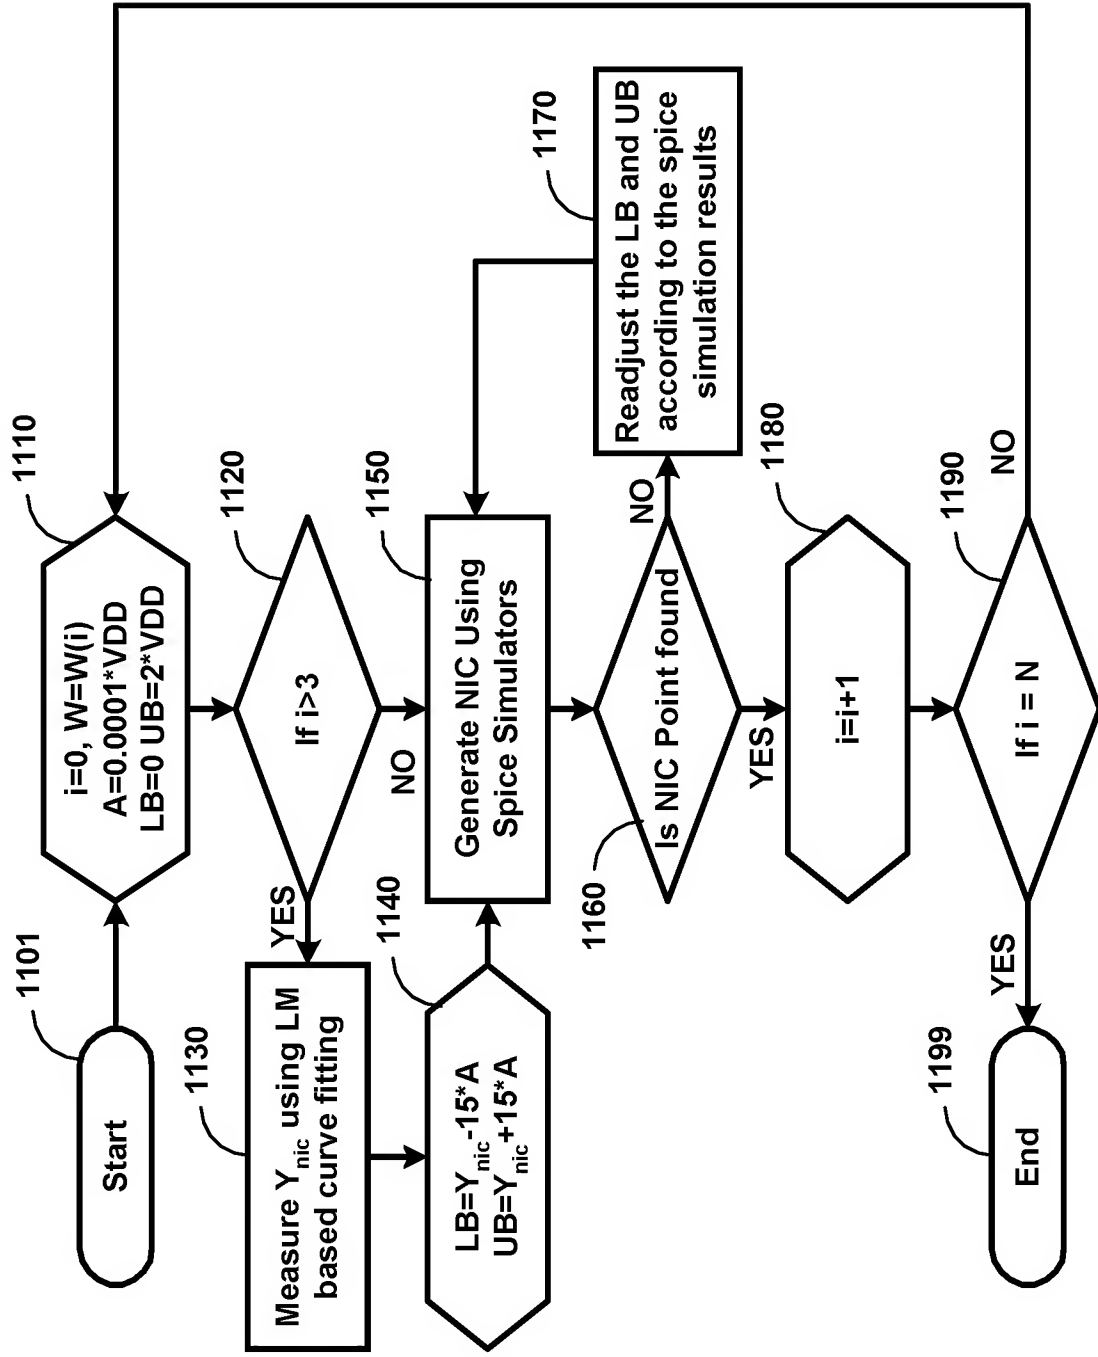 Start
1101
i=0, W=W(i)
A=0.0001*VDD
LB=0 UB=2*VDD
1110
If i>3
1120
YES
NO
Measure Ynic using LM
based curve fitting
1130
LB=Ynic-15*A
UB=Ynic+15*A
1140
Generate NIC Using
Spice Simulators
1150
Is NIC Point found
1160
NO
YES
Readjust the LB and UB
according to the spice
simulation results
1170
i=i+1
1180
If i = N
1190
NO
YES
End
1199